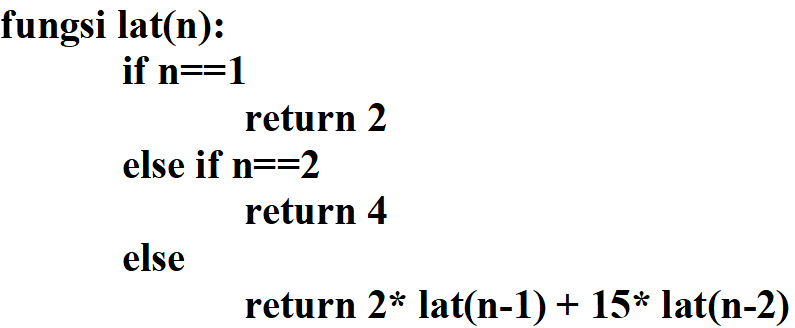 fungsi lat(n):
if n==1
return 2
else if n==2
return 4
else
return 2* lat(n-1) + 15* lat(n-2)